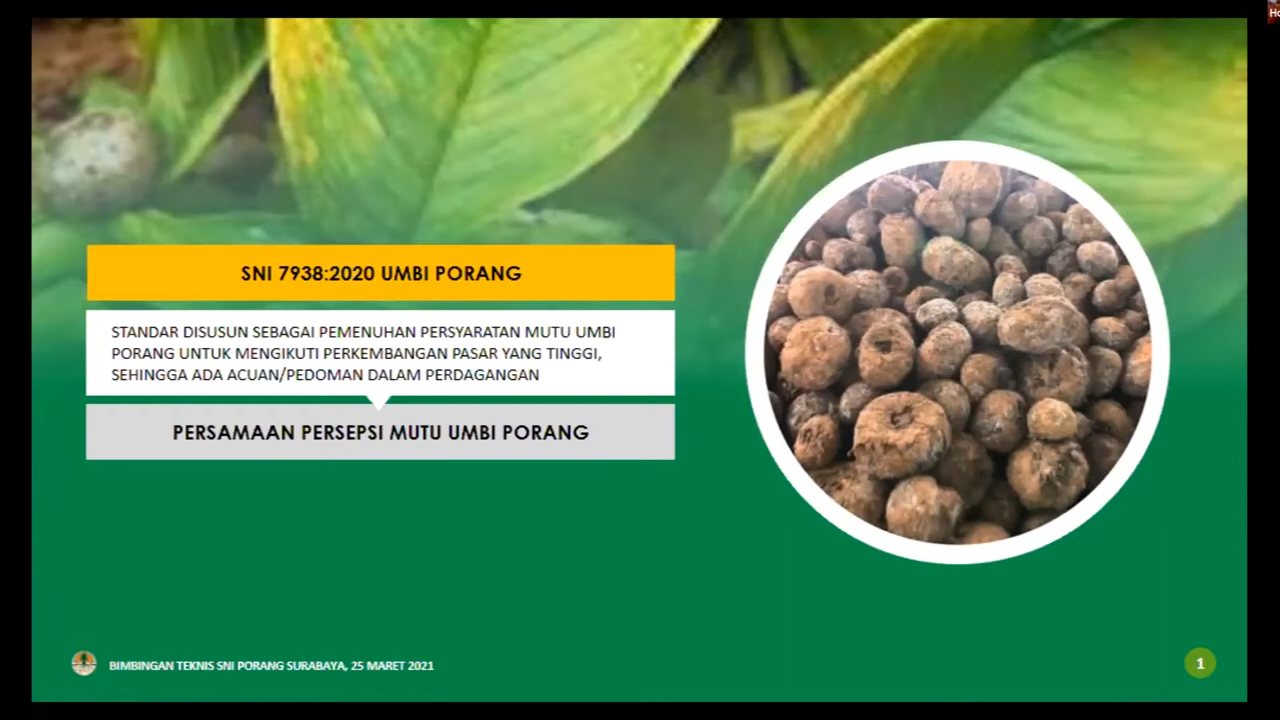 SNI 7938:2020 UMBI PORANG
STANDAR DISUSUN SEBAGAI PEMENUHAN PERSYARATAN MUTU UMBI
PORANG UNTUK MENGIKUTI PERKEMBANGAN PASAR YANG TINGGI,
SEHINGGA ADA ACUAN/PEDOMAN DALAM PERDAGANGAN
PERSAMAAN PERSEPSI MUTU UMBI PORANG
BIMBINGAN TEKNIS SNI PORANG SURABAYA, 25 MARET 2021
1